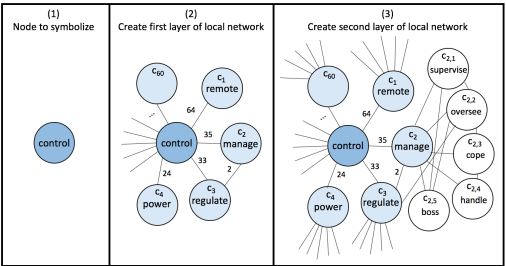 (1)
Node to symbolize
control
(2)
Create first layer of local network
c60
c1
remote
...
64
control
35
c2
manage
33
2
24
c4
power
c3
regulate
(3)
Create second layer of local network
c60
c1
remote
c2,1
supervise
c2,2
oversee
...
64
control
35
c2
manage
c2,3
cope
33
2
24
c4
power
c3
regulate
c2,5
boss
c2,4
handle